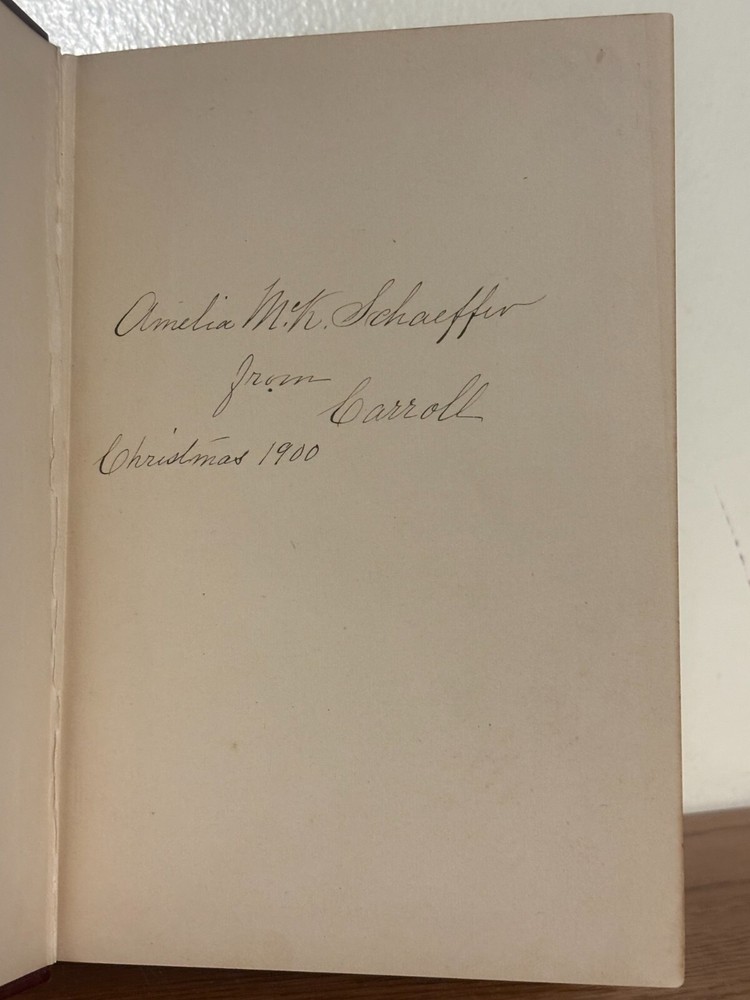 Amelia McK. Schaeffer
from
Carroll
Christmas 1900